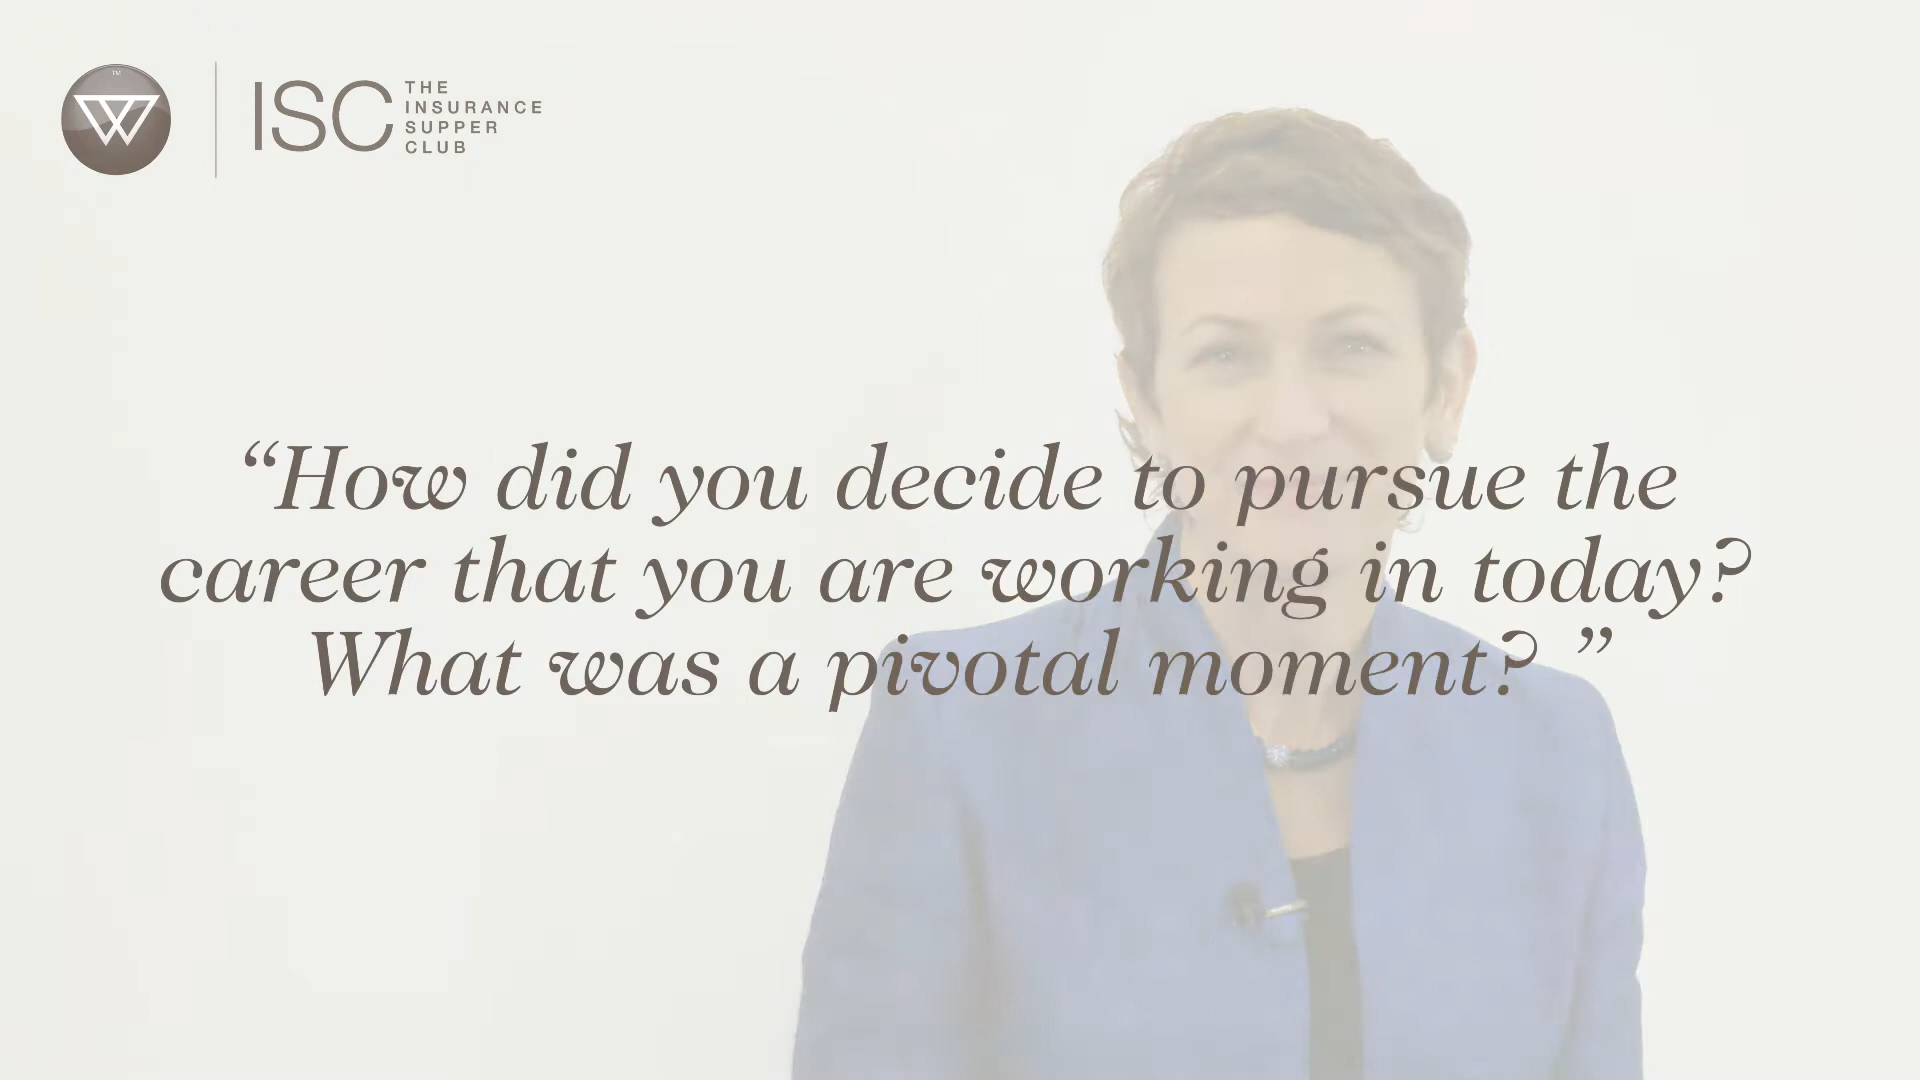 W
TM
ISC
THE
INSURANCE
SUPPER
CLUB
“How did you decide to pursue the
career that you are working in today?
What was a pivotal moment? ”